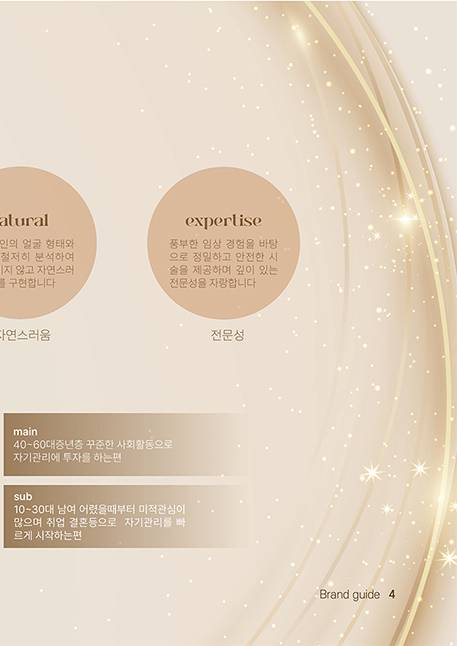 atural
인의 얼굴 형태와
철저히 분석하여
지 않고 자연스러
를 구현합니다
자연스러움
expertise
풍부한 임상 경험을 바탕
으로 정밀하고 안전한 시
술을 제공하며 깊이 있는
전문성을 자랑합니다
전문성
main
40~60대중년층 꾸준한 사회활동으로
자기관리에 투자를 하는편
sub
10~30대 남여 어렸을때부터 미적관심이
많으며 취업 결혼등으로 자기관리를 빠
르게 시작하는편
Brand guide 4